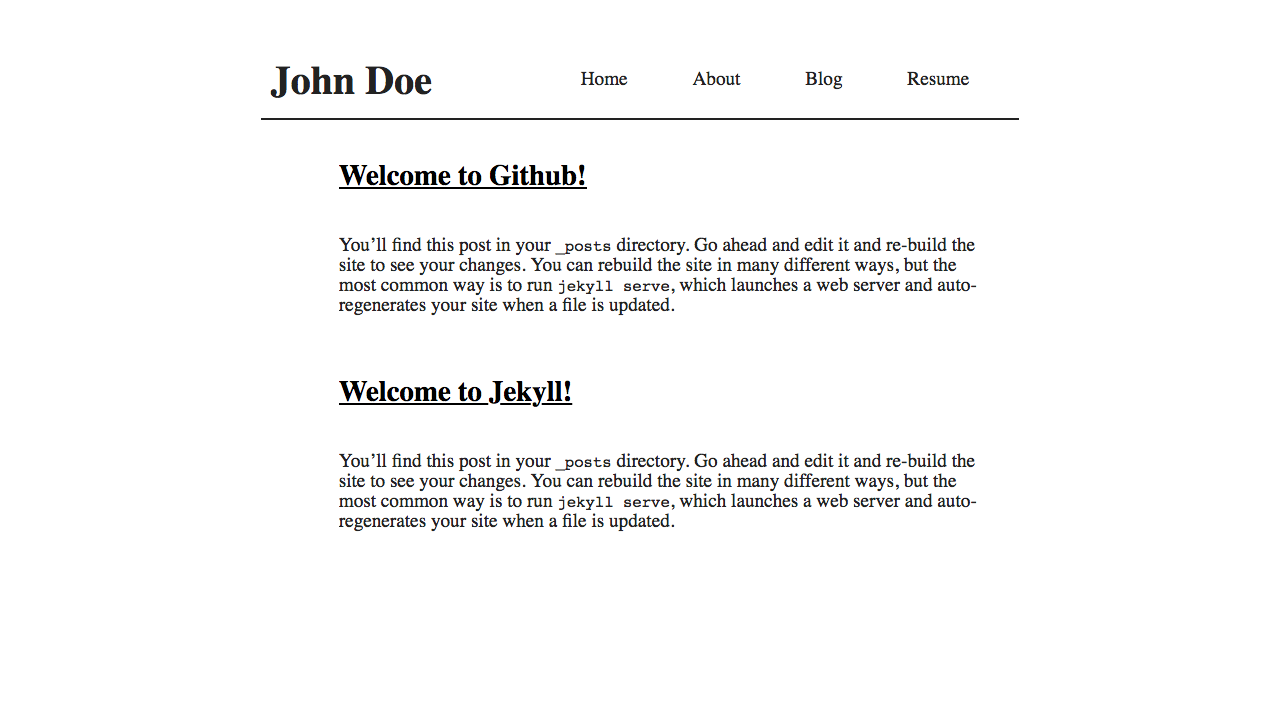 John Doe
Home About Blog Resume
Welcome to Github!
You’ll find this post in your _posts directory. Go ahead and edit it and re-build the
site to see your changes. You can rebuild the site in many different ways, but the
most common way is to run jekyll serve, which launches a web server and auto-
regenerates your site when a file is updated.
Welcome to Jekyll!
You’ll find this post in your _posts directory. Go ahead and edit it and re-build the
site to see your changes. You can rebuild the site in many different ways, but the
most common way is to run jekyll serve, which launches a web server and auto-
regenerates your site when a file is updated.